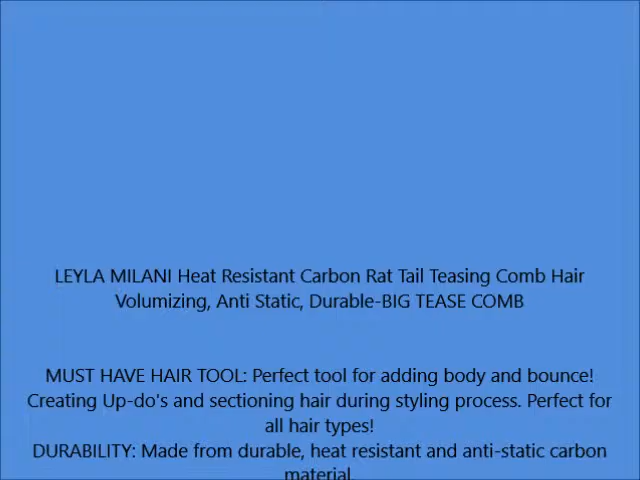 LEYLA MILANI Heat Resistant Carbon Rat Tail Teasing Comb Hair
Volumizing, Anti Static, Durable-BIG TEASE COMB
MUST HAVE HAIR TOOL: Perfect tool for adding body and bounce!
Creating Up-do's and sectioning hair during styling process. Perfect for
all hair types!
DURABILITY: Made from durable, heat resistant and anti-static carbon
material.